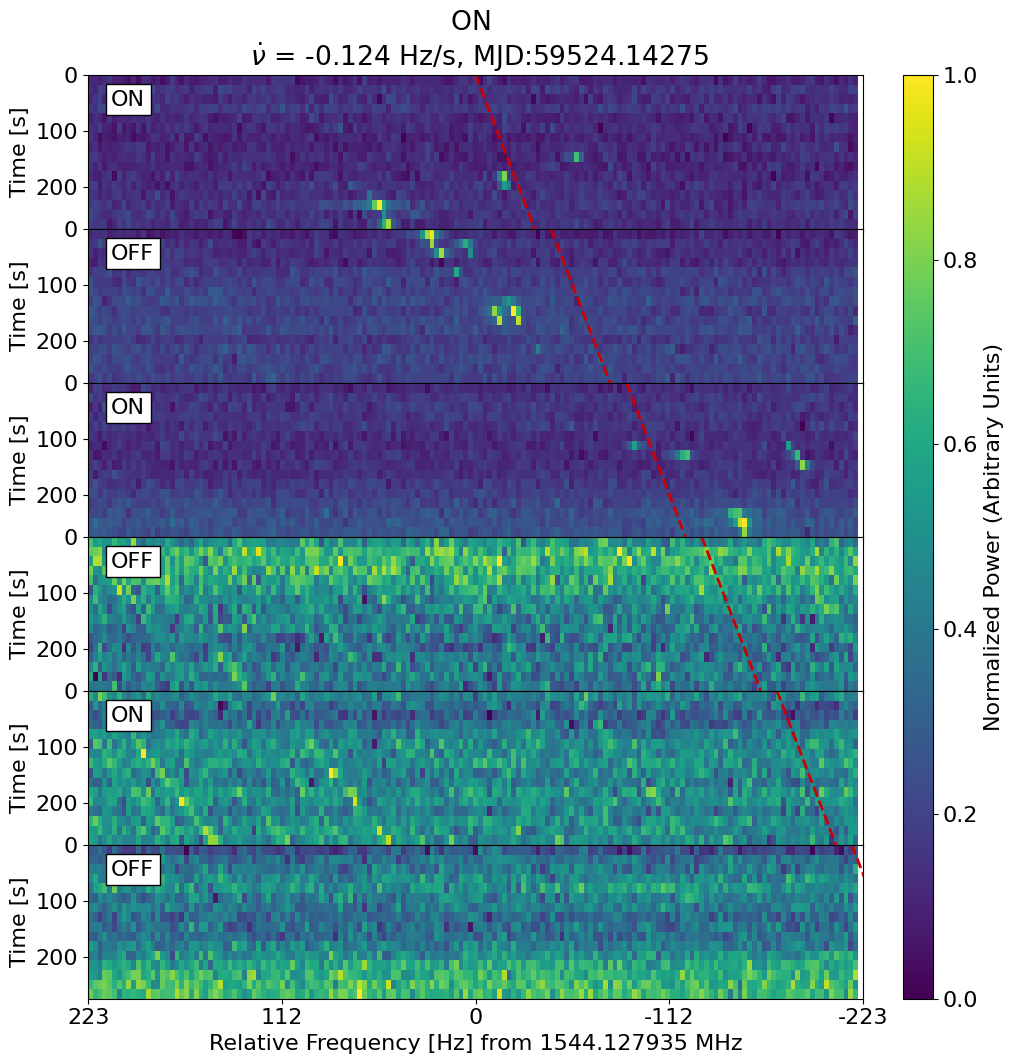 ON
ν̇ = -0.124 Hz/s, MJD:59524.14275
0
ON
100
200
Time [s]
0
OFF
100
200
Time [s]
0
ON
100
200
Time [s]
0
OFF
100
200
Time [s]
0
ON
100
200
Time [s]
0
OFF
100
200
Time [s]
223 112 0 -112 -223
Relative Frequency [Hz] from 1544.127935 MHz
1.0
0.8
0.6
0.4
0.2
0.0
Normalized Power (Arbitrary Units)